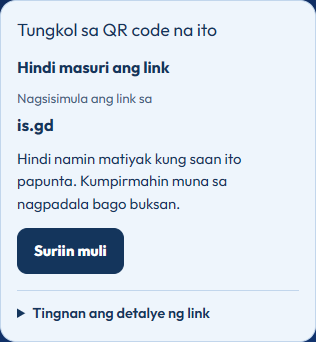 Tungkol sa QR code na ito
Hindi masuri ang link
Nagsisimula ang link sa
is.gd
Hindi namin matiyak kung saan ito
papunta. Kumpirmahin muna sa
nagpadala bago buksan.
Suriin muli
Tingnan ang detalye ng link